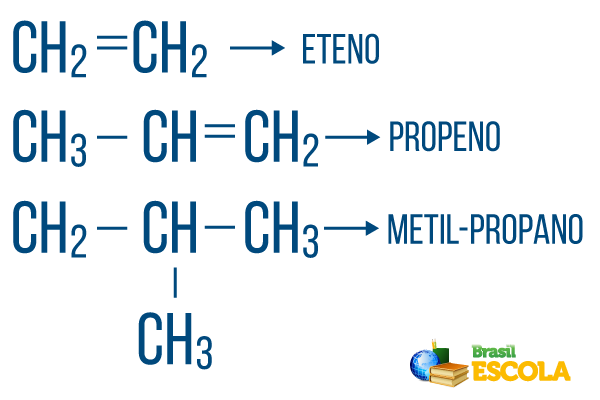 CH₂=CH₂ → ETENO
CH₃ — CH=CH₂ → PROPENO
CH₂ — CH — CH₃ → METIL-PROPANO
|
CH₃
Brasil
ESCOLA